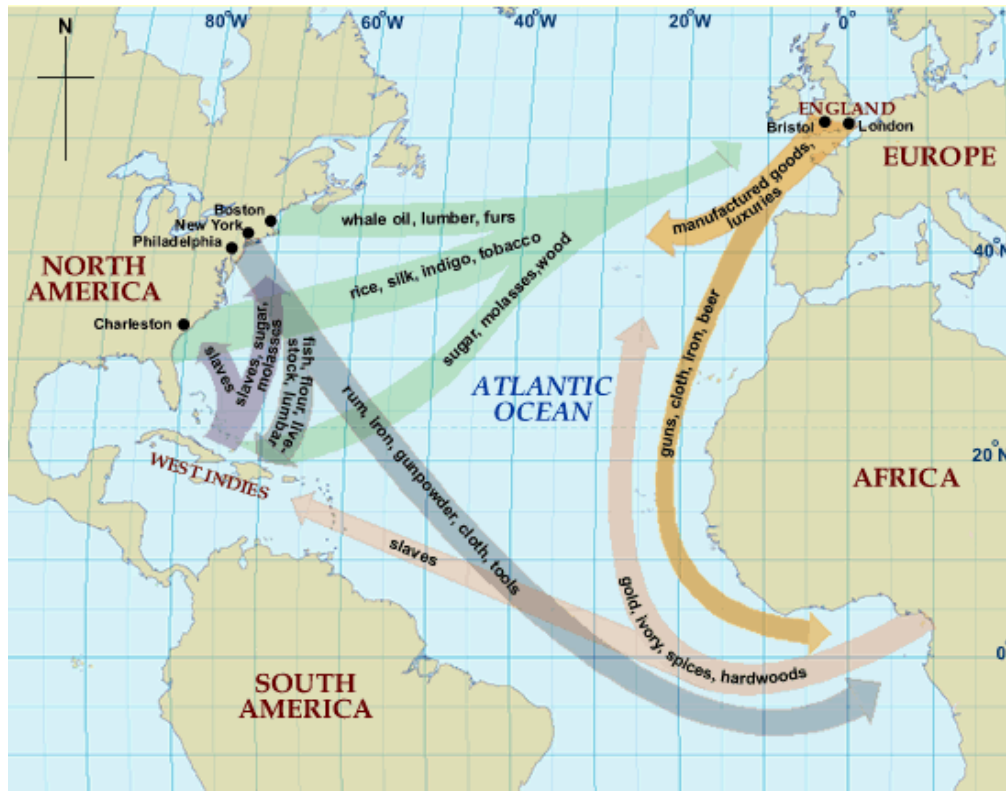 80°W
60°W
40°W
20°W
0°
N
ENGLAND
Bristol
London
EUROPE
manufactured goods,
luxuries
Boston
New York
Philadelphia
whale oil, lumber, furs
NORTH
AMERICA
rice, silk, indigo, tobacco
40°N
sugar, molasses,wood
Charleston
slaves
slaves, sugar,
molasses
fish, flour, live-
stock, lumbar
ATLANTIC
OCEAN
guns, cloth, iron, beer
rum, iron, gunpowder, cloth, tools
WEST INDIES
20°N
AFRICA
slaves
gold, ivory, spices, hardwoods
0°
SOUTH
AMERICA